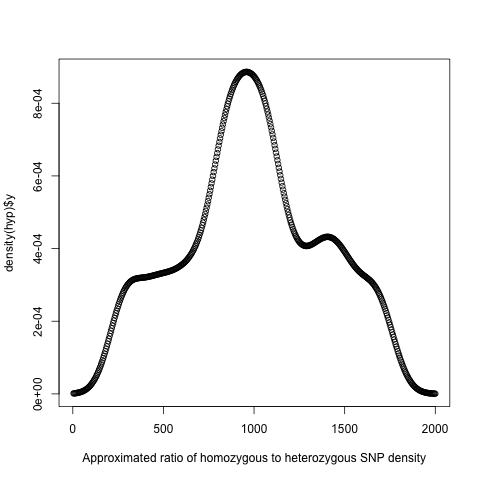 density(hyp)$y
8e-04
6e-04
4e-04
2e-04
0e+00
0 500 1000 1500 2000
Approximated ratio of homozygous to heterozygous SNP density